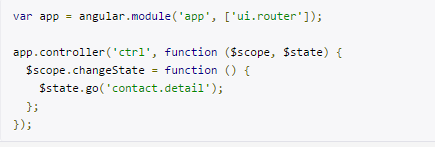 var app = angular.module('app', ['ui.router']);
app.controller('ctrl', function ($scope, $state) {
  $scope.changeState = function () {
    $state.go('contact.detail');
  };
});